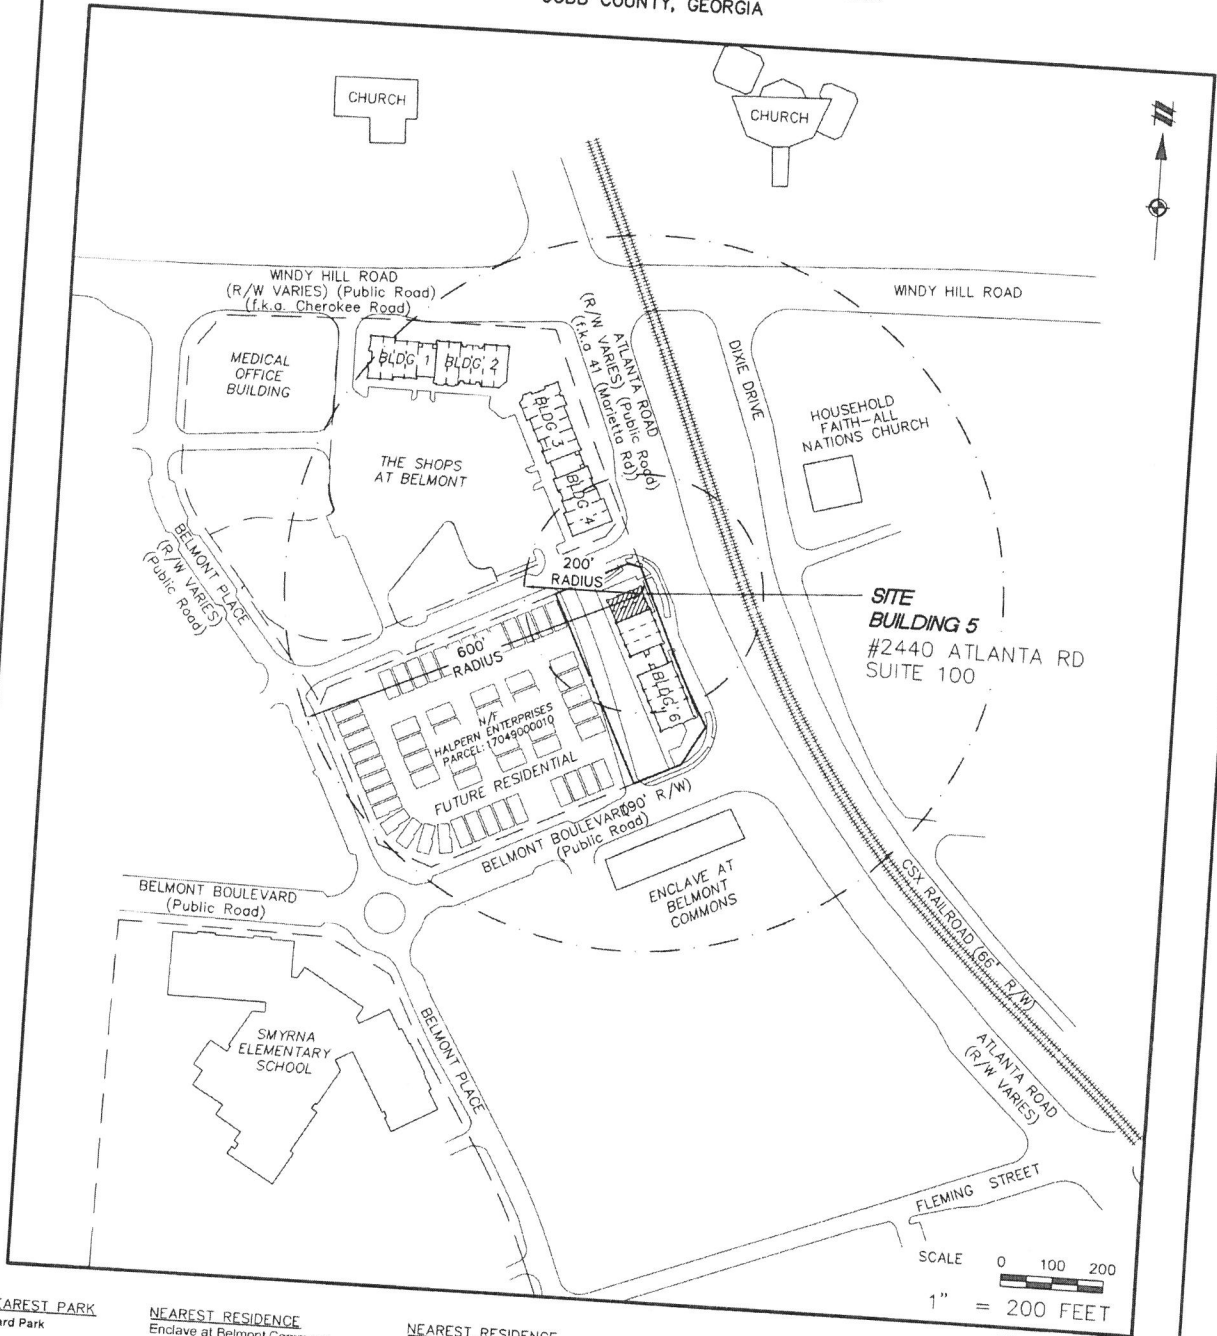 COUNTY, GEORGIA
CHURCH
CHURCH
N
WINDY HILL ROAD
(R/W VARIES) (Public Road)
(f.k.a. Cherokee Road)
WINDY HILL ROAD
MEDICAL
OFFICE
BUILDING
BLDG 1
BLDG 2
BLDG 3
BLDG 4
ATLANTA ROAD
(R/W VARIES) (Public Road)
(f.k.a 41 (Marietta Rd))
DIXIE DRIVE
HOUSEHOLD
FAITH-ALL
NATIONS CHURCH
THE SHOPS
AT BELMONT
BELMONT PLACE
(R/W VARIES)
(Public Road)
200'
RADIUS
SITE
BUILDING 5
#2440 ATLANTA RD
SUITE 100
600'
RADIUS
BLDG 6
N/F
HALPERN ENTERPRISES
PARCEL: 17049000010
FUTURE RESIDENTIAL
BELMONT BOULEVARD (90' R/W)
(Public Road)
ENCLAVE AT
BELMONT
COMMONS
BELMONT BOULEVARD
(Public Road)
CSX RAILROAD (66' R/W)
SMYRNA
ELEMENTARY
SCHOOL
BELMONT PLACE
ATLANTA ROAD
(R/W VARIES)
FLEMING STREET
SCALE 0 100 200
1" = 200 FEET
PARK
Park
NEAREST RESIDENCE
Enclave at Belmont
NEAREST RESIDENCE